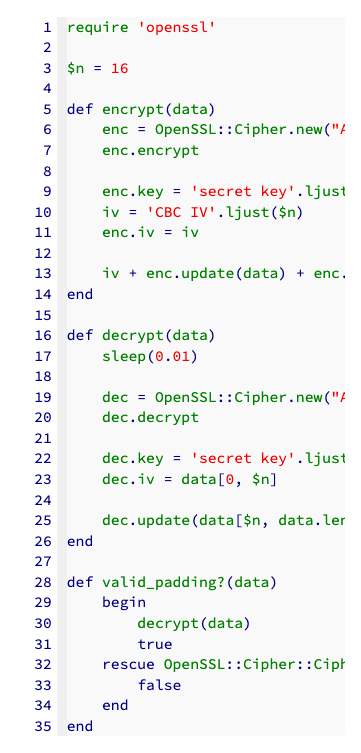 1 require 'openssl'
2
3 $n = 16
4
5 def encrypt(data)
6     enc = OpenSSL::Cipher.new("A
7     enc.encrypt
8
9     enc.key = 'secret key'.ljust
10     iv = 'CBC IV'.ljust($n)
11     enc.iv = iv
12
13     iv + enc.update(data) + enc.
14 end
15
16 def decrypt(data)
17     sleep(0.01)
18
19     dec = OpenSSL::Cipher.new("A
20     dec.decrypt
21
22     dec.key = 'secret key'.ljust
23     dec.iv = data[0, $n]
24
25     dec.update(data[$n, data.len
26 end
27
28 def valid_padding?(data)
29     begin
30         decrypt(data)
31         true
32     rescue OpenSSL::Cipher::Ciph
33         false
34     end
35 end